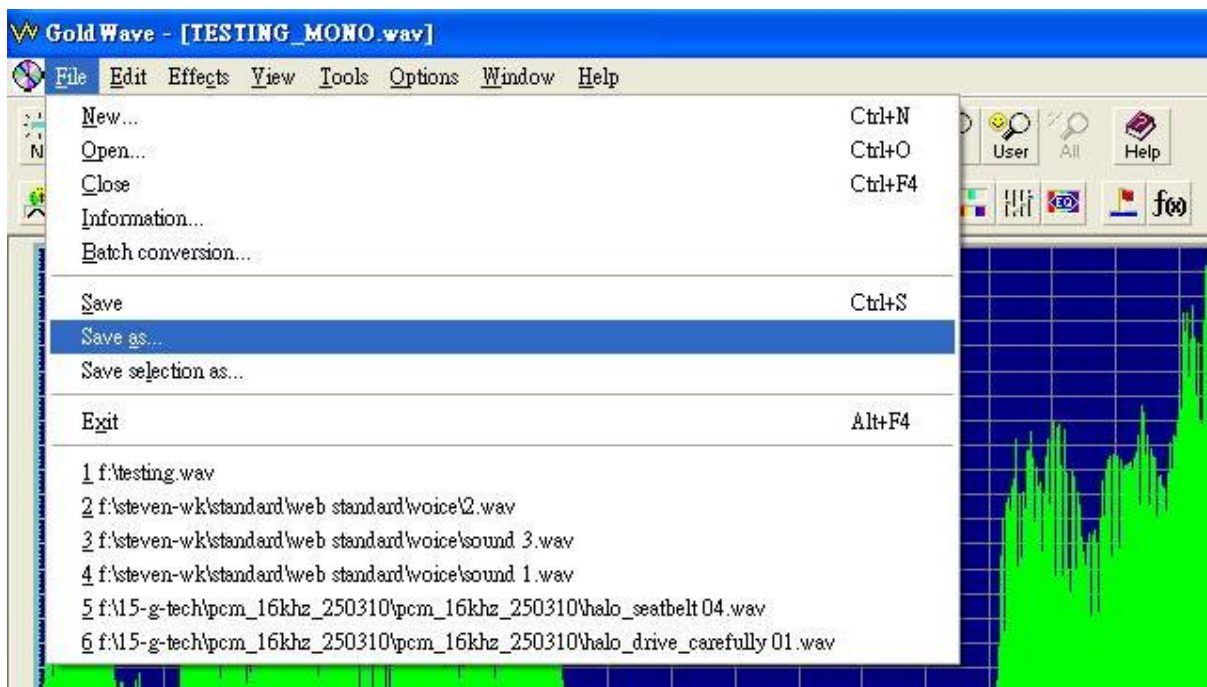 GoldWave - [TESTING_MONO.wav]
File Edit Effects View Tools Options Window Help
New... Ctrl+N
Open... Ctrl+O
Close Ctrl+F4
Information...
Batch conversion...
Save Ctrl+S
Save as...
Save selection as...
Exit Alt+F4
1 f:\testing.wav
2 f:\steven-wk\standard\web standard\voice\2.wav
3 f:\steven-wk\standard\web standard\voice\sound 3.wav
4 f:\steven-wk\standard\web standard\voice\sound 1.wav
5 f:\15-g-tech\pcm_16khz_250310\pcm_16khz_250310\halo_seatbelt 04.wav
6 f:\15-g-tech\pcm_16khz_250310\pcm_16khz_250310\halo_drive_carefully 01.wav
N
User All Help
EQ f(x)